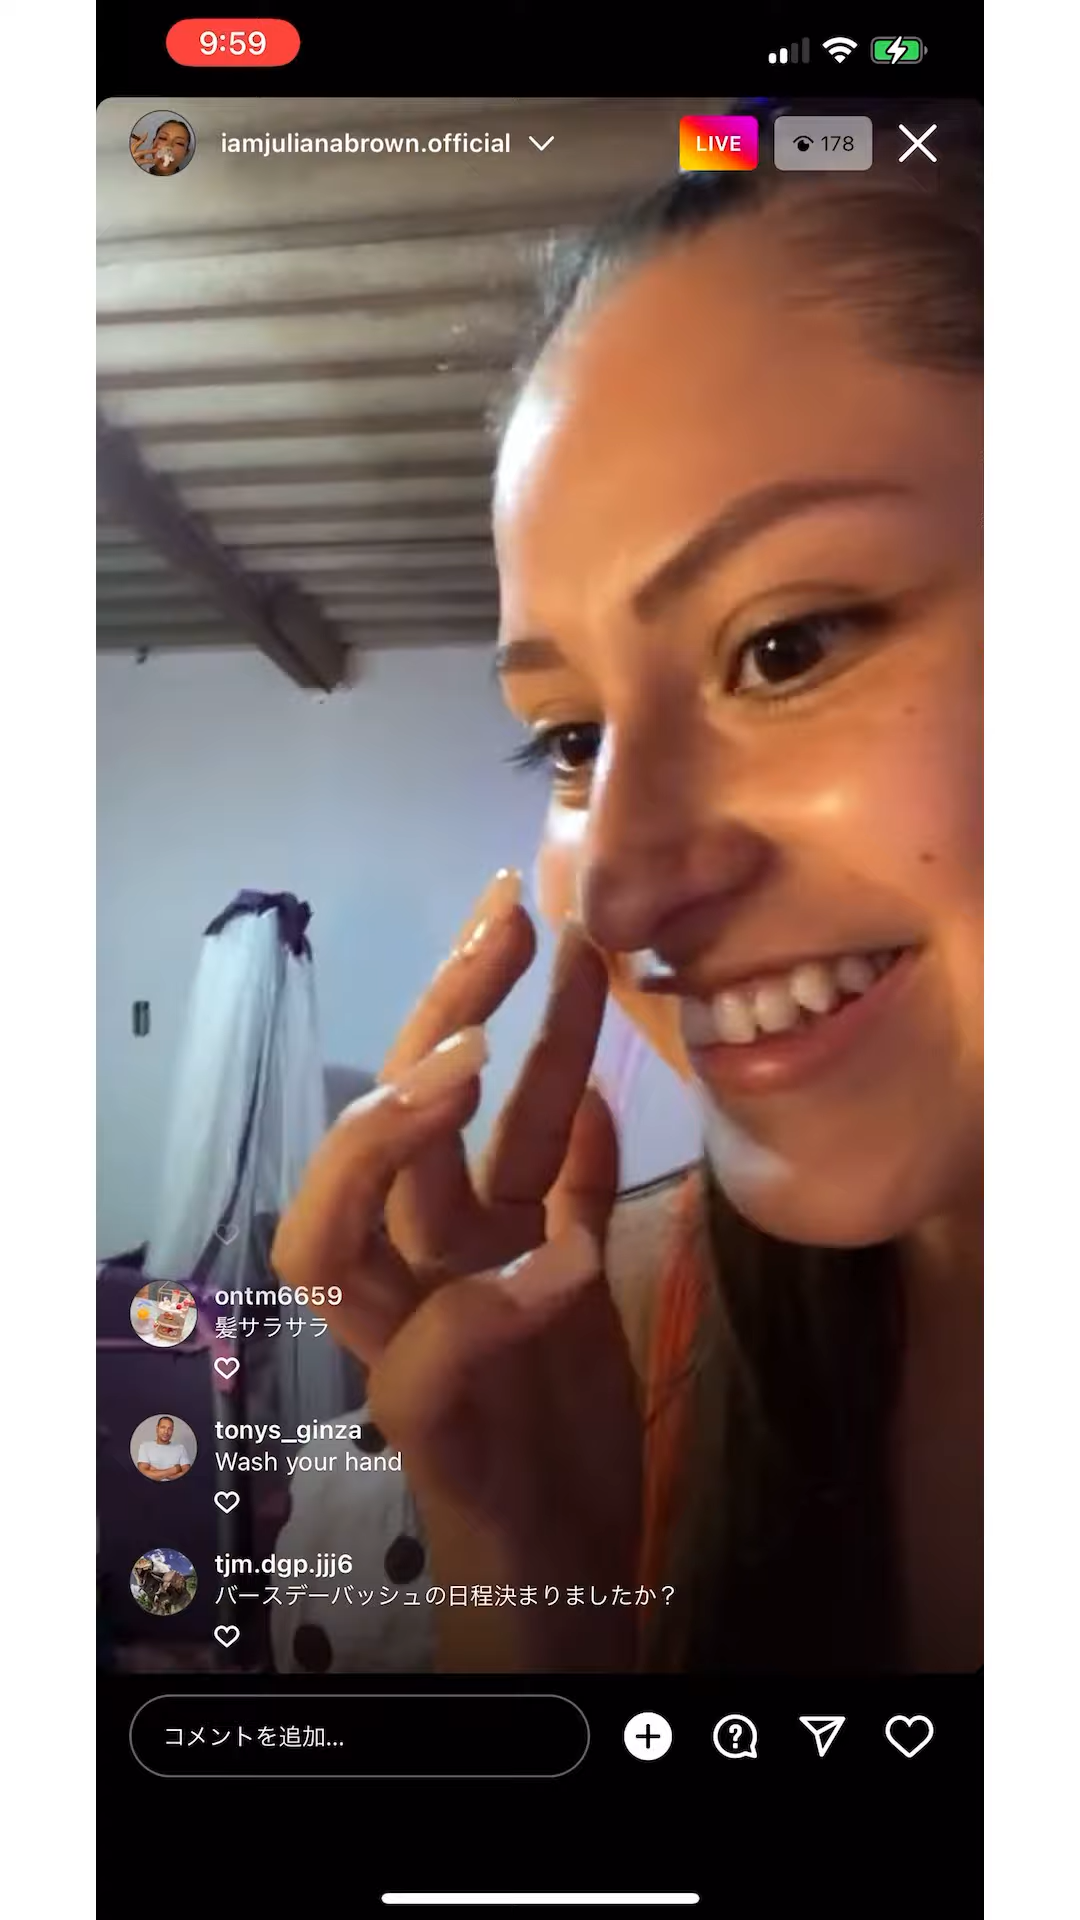 9:59
iamjulianabrown.official
LIVE
178
ontm6659
髪サラサラ
tonys_ginza
Wash your hand
tjm.dgp.jjj6
バースデーバッシュの日程決まりましたか？
コメントを追加...